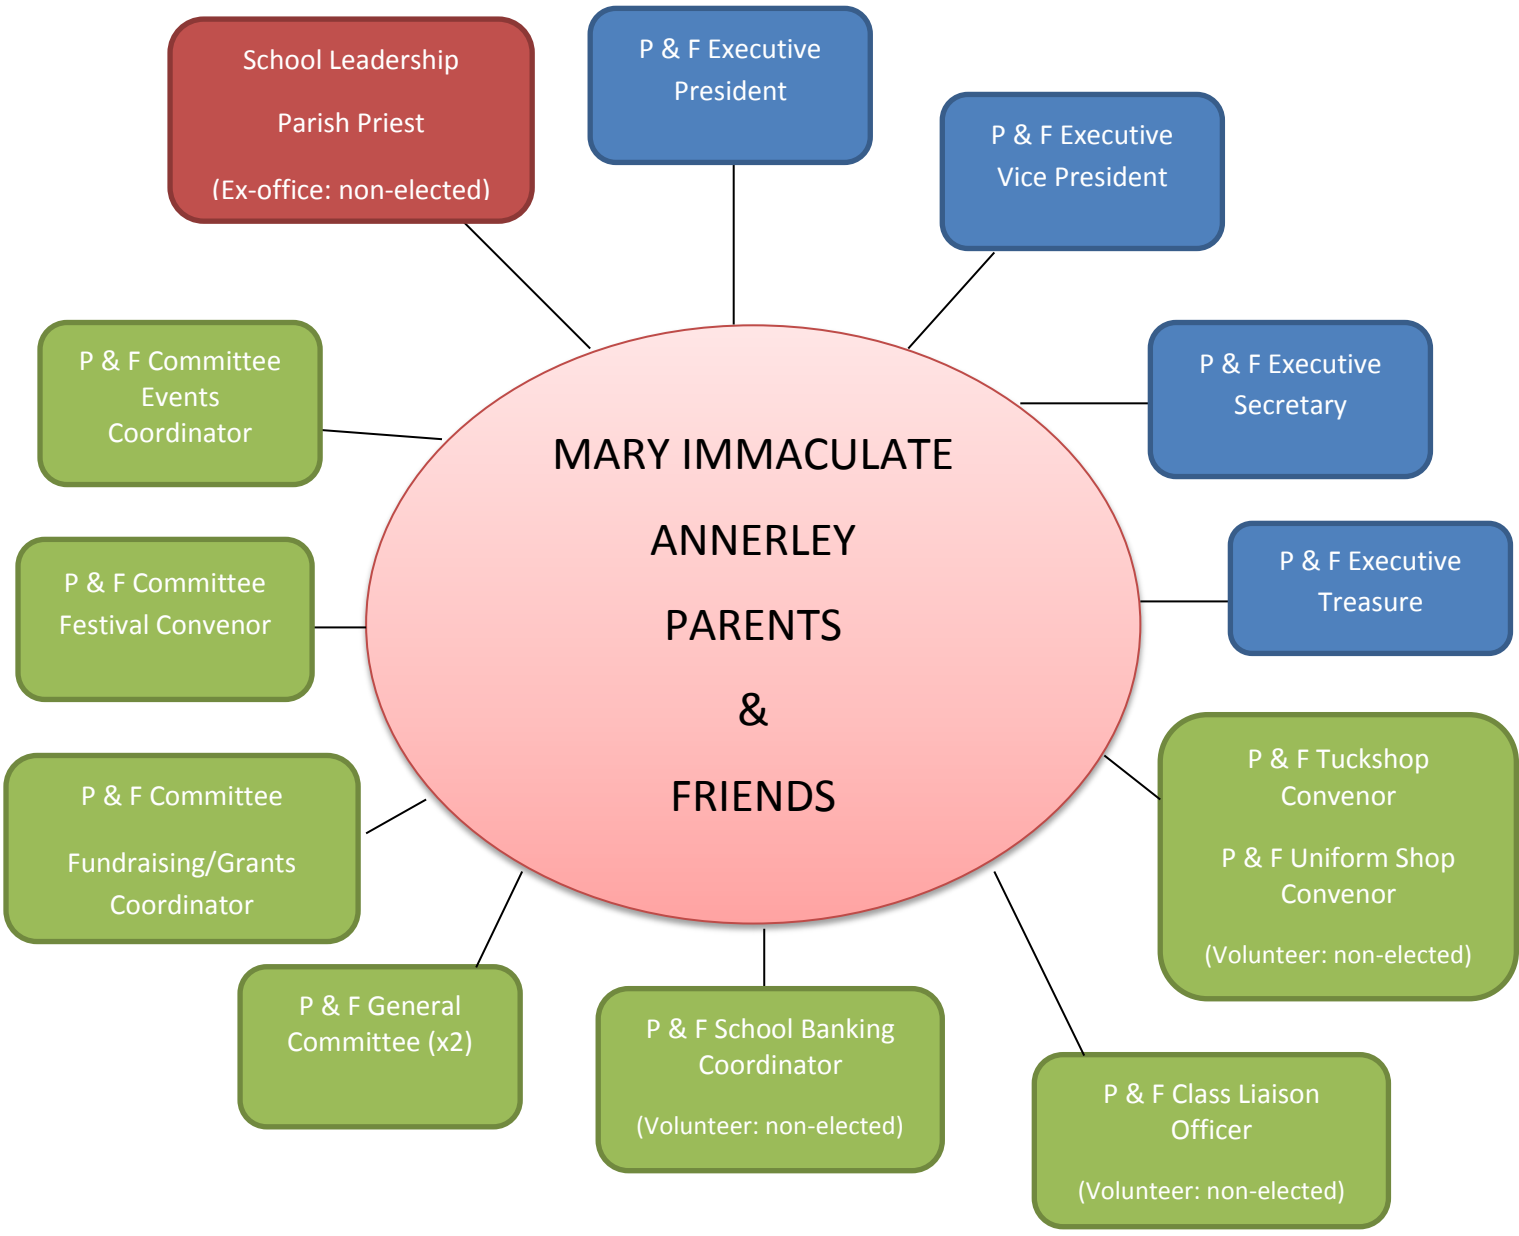 School Leadership
Parish Priest
(Ex-office: non-elected)
P & F Executive
President
P & F Executive
Vice President
P & F Executive
Secretary
P & F Executive
Treasure
P & F Tuckshop
Convenor
P & F Uniform Shop
Convenor
(Volunteer: non-elected)
P & F Class Liaison
Officer
(Volunteer: non-elected)
P & F School Banking
Coordinator
(Volunteer: non-elected)
P & F General
Committee (x2)
P & F Committee
Fundraising/Grants
Coordinator
P & F Committee
Festival Convenor
P & F Committee
Events
Coordinator
MARY IMMACULATE
ANNERLEY
PARENTS
&
FRIENDS